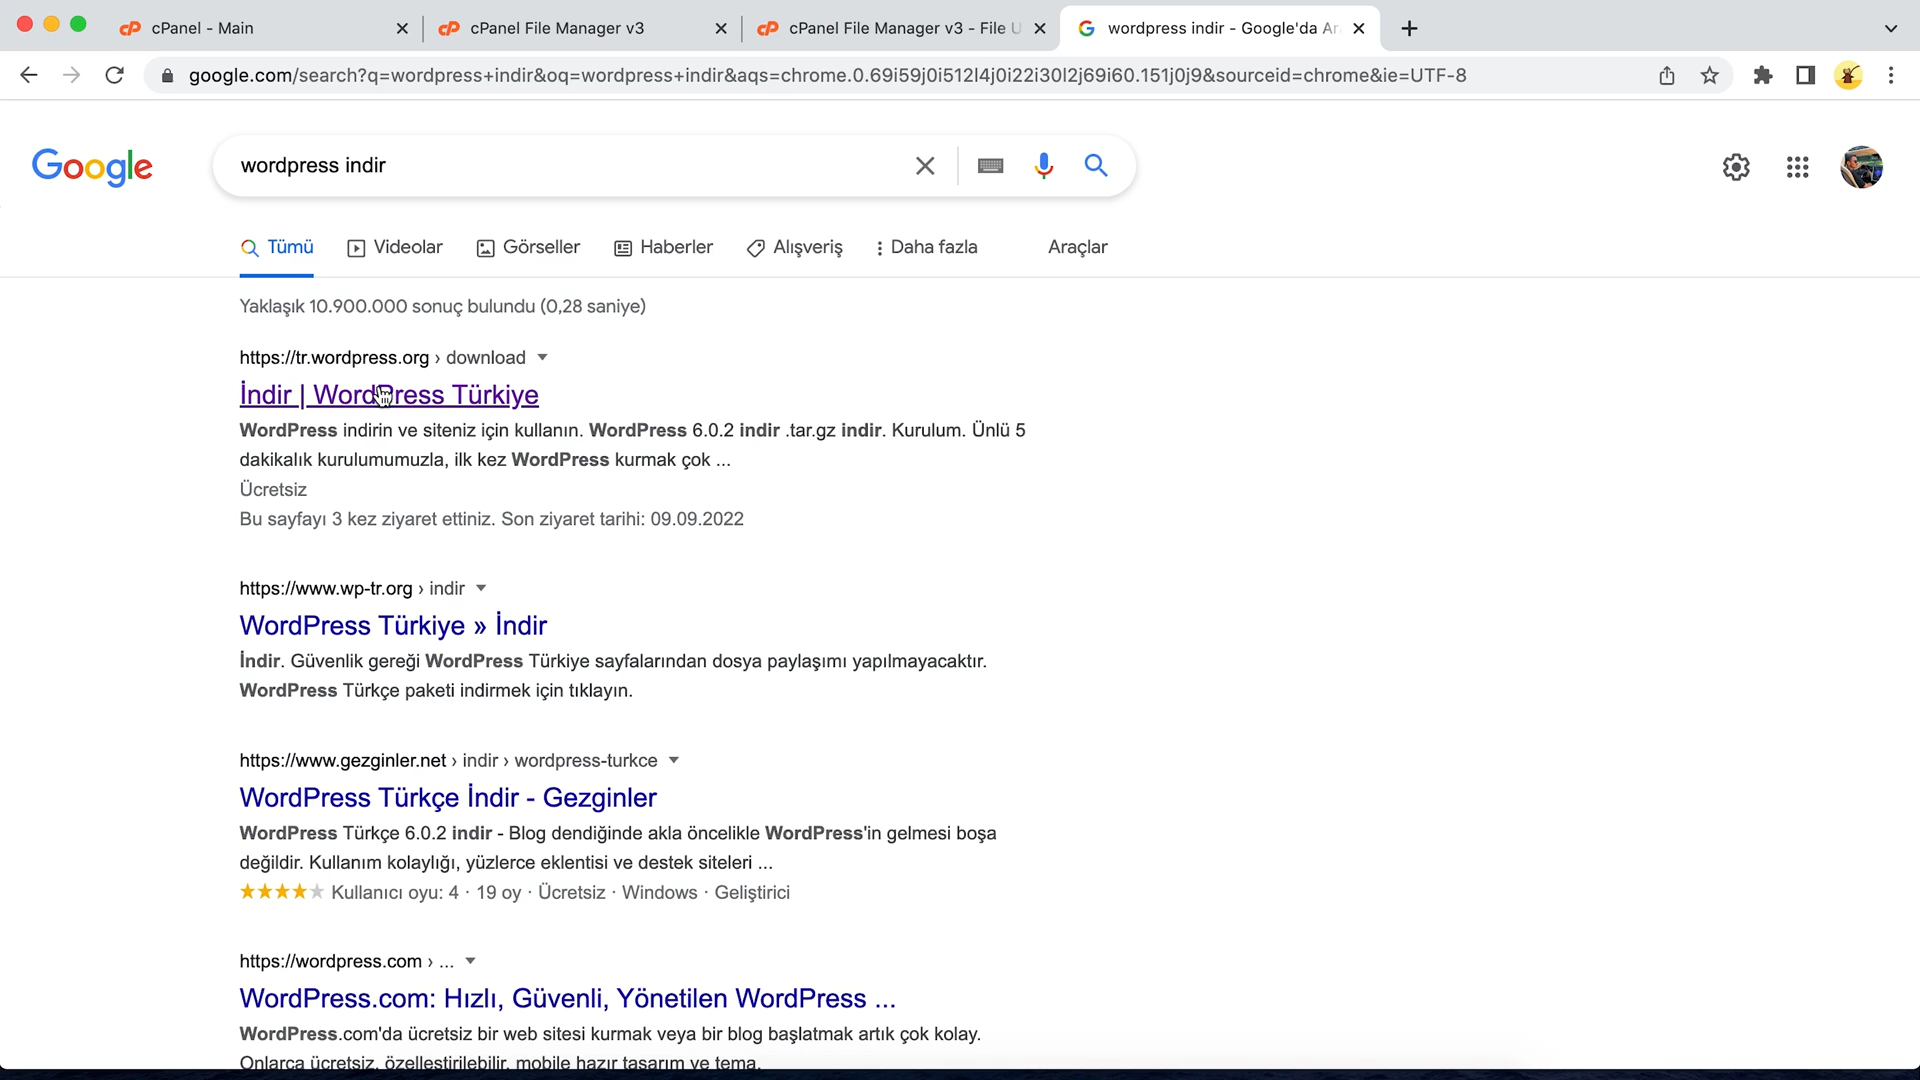 cPanel - Main
cPanel File Manager v3
cPanel File Manager v3 - File U
wordpress indir - Google'da Ar
google.com/search?q=wordpress+indir&oq=wordpress+indir&aqs=chrome.0.69i59j0i512l4j0i22i30l2j69i60.151j0j9&sourceid=chrome&ie=UTF-8
Google
wordpress indir
Tümü
Videolar
Görseller
Haberler
Alışveriş
Daha fazla
Araçlar
Yaklaşık 10.900.000 sonuç bulundu (0,28 saniye)
https://tr.wordpress.org › download
İndir | WordPress Türkiye
WordPress indirin ve siteniz için kullanın. WordPress 6.0.2 indir .tar.gz indir. Kurulum. Ünlü 5
dakikalık kurulumumuzla, ilk kez WordPress kurmak çok ...
Ücretsiz
Bu sayfayı 3 kez ziyaret ettiniz. Son ziyaret tarihi: 09.09.2022
https://www.wp-tr.org › indir
WordPress Türkiye » İndir
İndir. Güvenlik gereği WordPress Türkiye sayfalarından dosya paylaşımı yapılmayacaktır.
WordPress Türkçe paketi indirmek için tıklayın.
https://www.gezginler.net › indir › wordpress-turkce
WordPress Türkçe İndir - Gezginler
WordPress Türkçe 6.0.2 indir - Blog dendiğinde akla öncelikle WordPress'in gelmesi boşa
değildir. Kullanım kolaylığı, yüzlerce eklentisi ve destek siteleri ...
Kullanıcı oyu: 4 · 19 oy · Ücretsiz · Windows · Geliştirici
https://wordpress.com › ...
WordPress.com: Hızlı, Güvenli, Yönetilen WordPress ...
WordPress.com'da ücretsiz bir web sitesi kurmak veya bir blog başlatmak artık çok kolay.
Onlarca ücretsiz, özelleştirilebilir, mobile hazır tasarım ve tema.